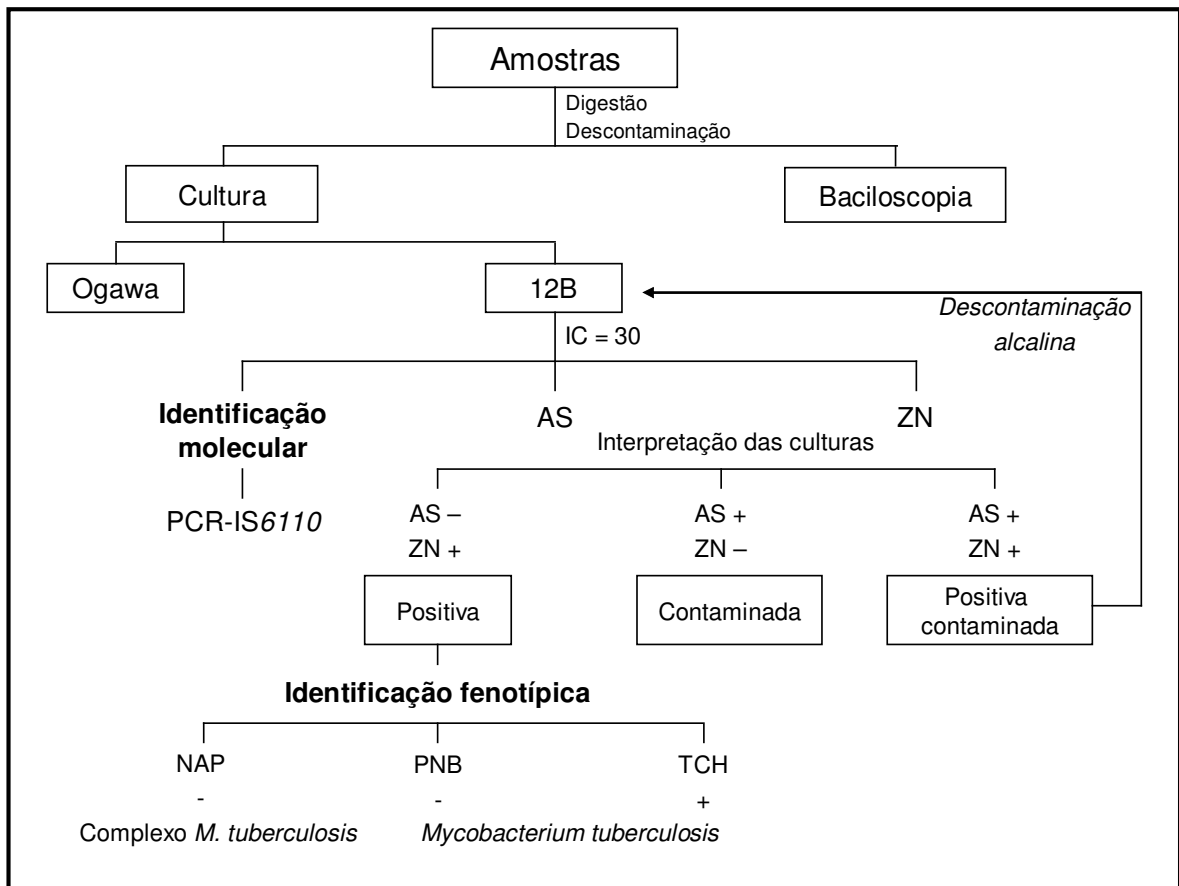 Amostras
Digestão
Descontaminação
Cultura
Baciloscopia
Ogawa
12B
Descontaminação
alcalina
IC = 30
Identificação
molecular
AS
ZN
Interpretação das culturas
PCR-IS6110
AS –
ZN +
AS +
ZN –
AS +
ZN +
Positiva
Contaminada
Positiva
contaminada
Identificação fenotípica
NAP
PNB
TCH
-
-
+
Complexo M. tuberculosis
Mycobacterium tuberculosis